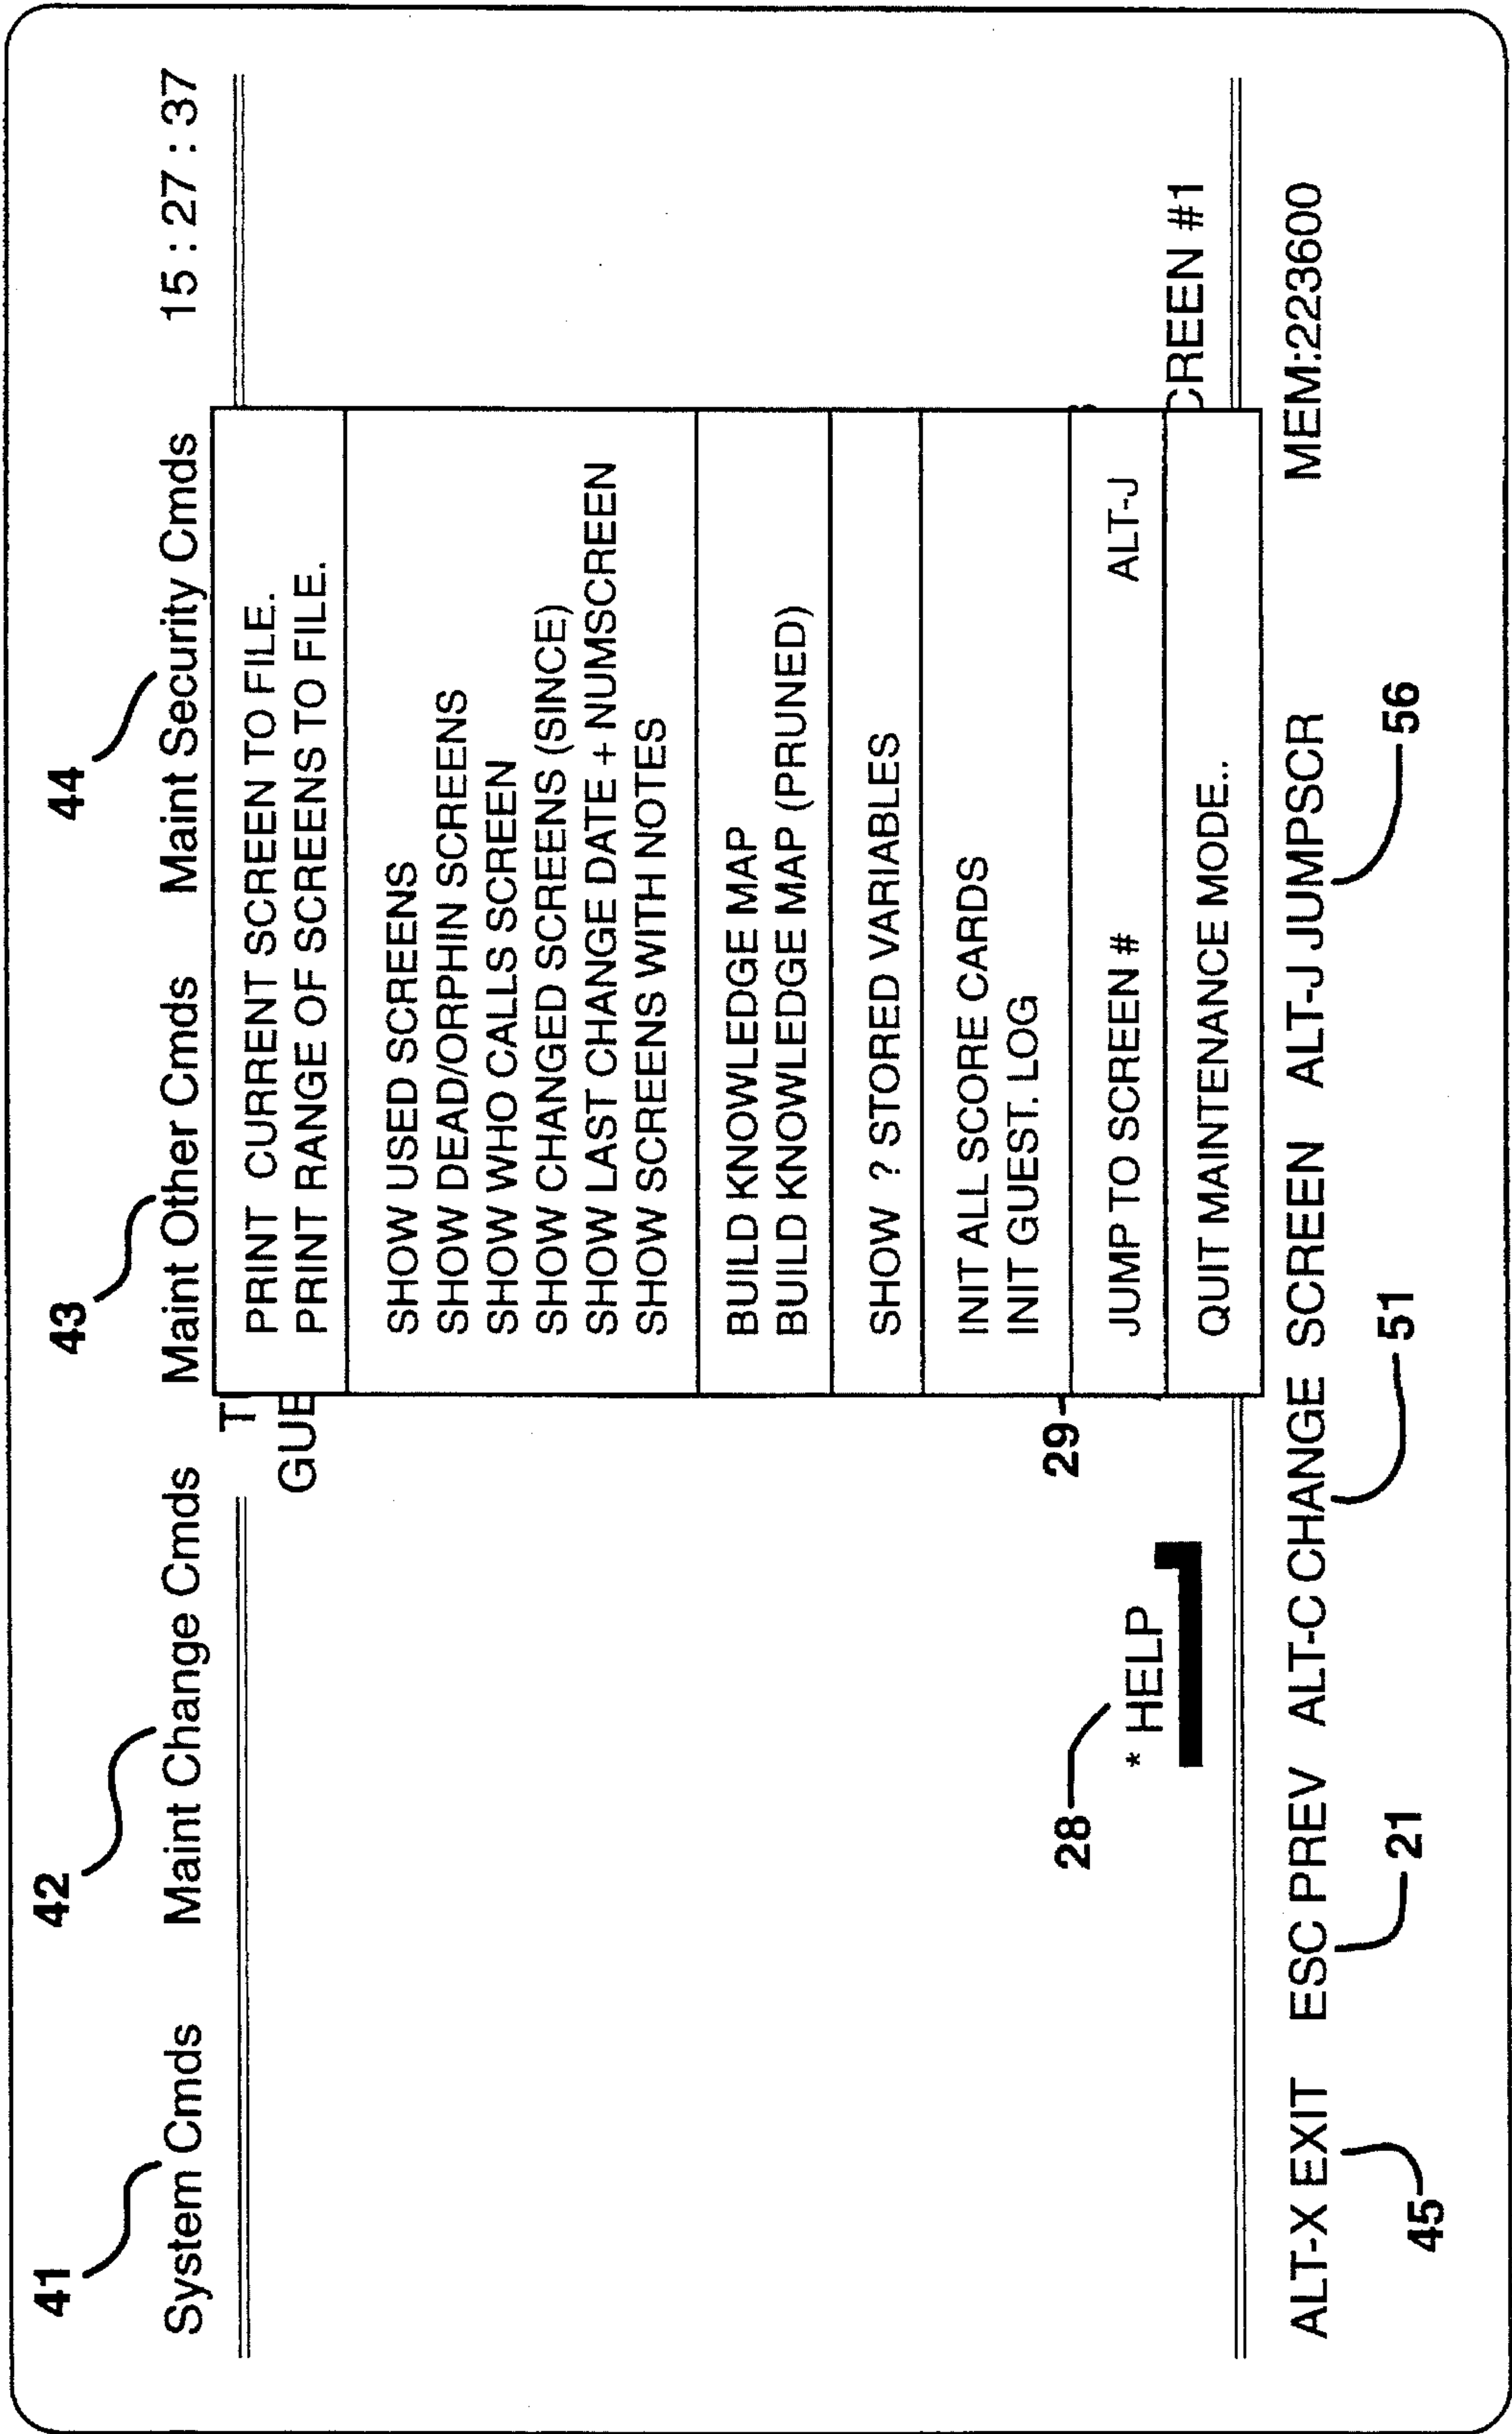 41 42 43 44
System Cmds Maint Change Cmds Maint Other Cmds Maint Security Cmds 15 : 27 : 37
T
GUE
PRINT CURRENT SCREEN TO FILE.
PRINT RANGE OF SCREENS TO FILE.
SHOW USED SCREENS
SHOW DEAD/ORPHIN SCREENS
SHOW WHO CALLS SCREEN
SHOW CHANGED SCREENS (SINCE)
SHOW LAST CHANGE DATE + NUMSCREEN
SHOW SCREENS WITH NOTES
BUILD KNOWLEDGE MAP
BUILD KNOWLEDGE MAP (PRUNED)
SHOW ? STORED VARIABLES
INIT ALL SCORE CARDS
INIT GUEST. LOG
28 29
* HELP JUMP TO SCREEN # ALT-J
QUIT MAINTENANCE MODE.. CREEN #1
ALT-X EXIT ESC PREV ALT-C CHANGE SCREEN ALT-J JUMPSCR MEM:223600
45 21 51 56